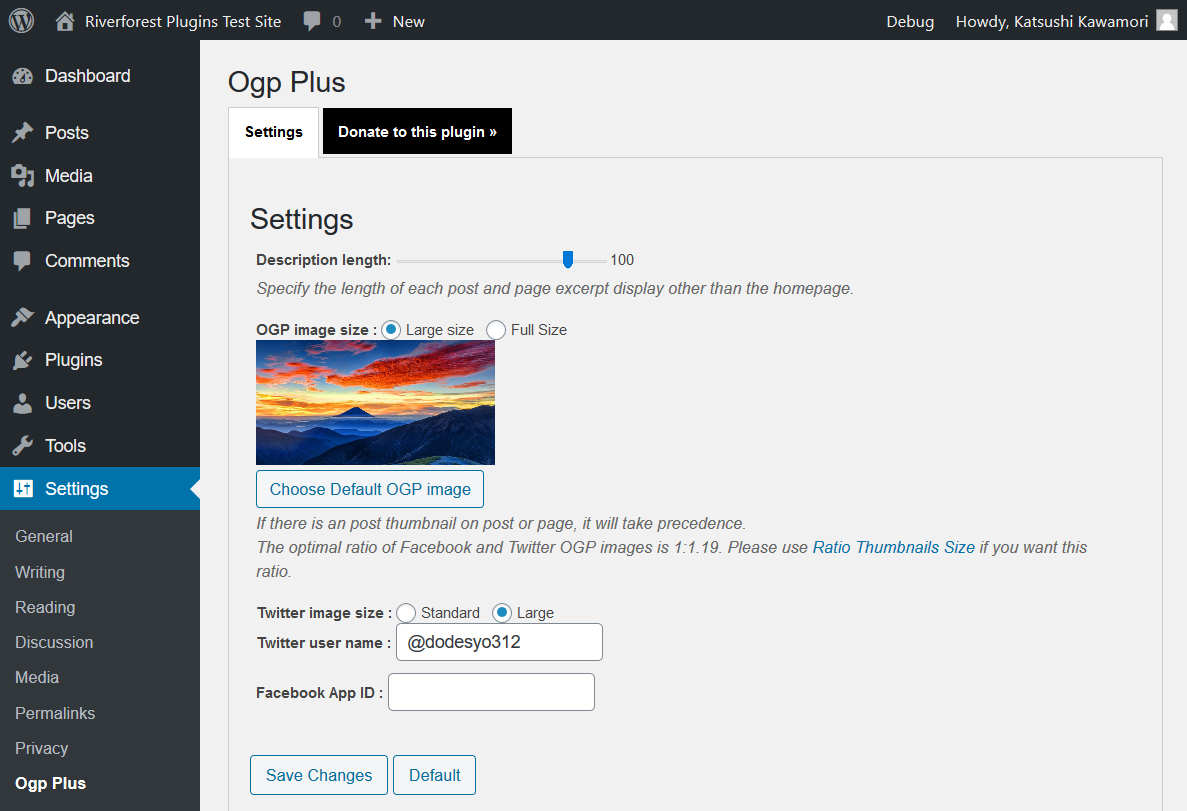 Riverforest Plugins Test Site 0 New Debug Howdy, Katsushi Kawamori
Dashboard
Posts
Media
Pages
Comments
Appearance
Plugins
Users
Tools
Settings
General
Writing
Reading
Discussion
Media
Permalinks
Privacy
Ogp Plus
Ogp Plus
Settings Donate to this plugin »
Settings
Description length: 100
Specify the length of each post and page excerpt display other than the homepage.
OGP image size : Large size Full Size
Choose Default OGP image
If there is an post thumbnail on post or page, it will take precedence.
The optimal ratio of Facebook and Twitter OGP images is 1:1.19. Please use Ratio Thumbnails Size if you want this
ratio.
Twitter image size : Standard Large
Twitter user name : @dodesyo312
Facebook App ID :
Save Changes Default